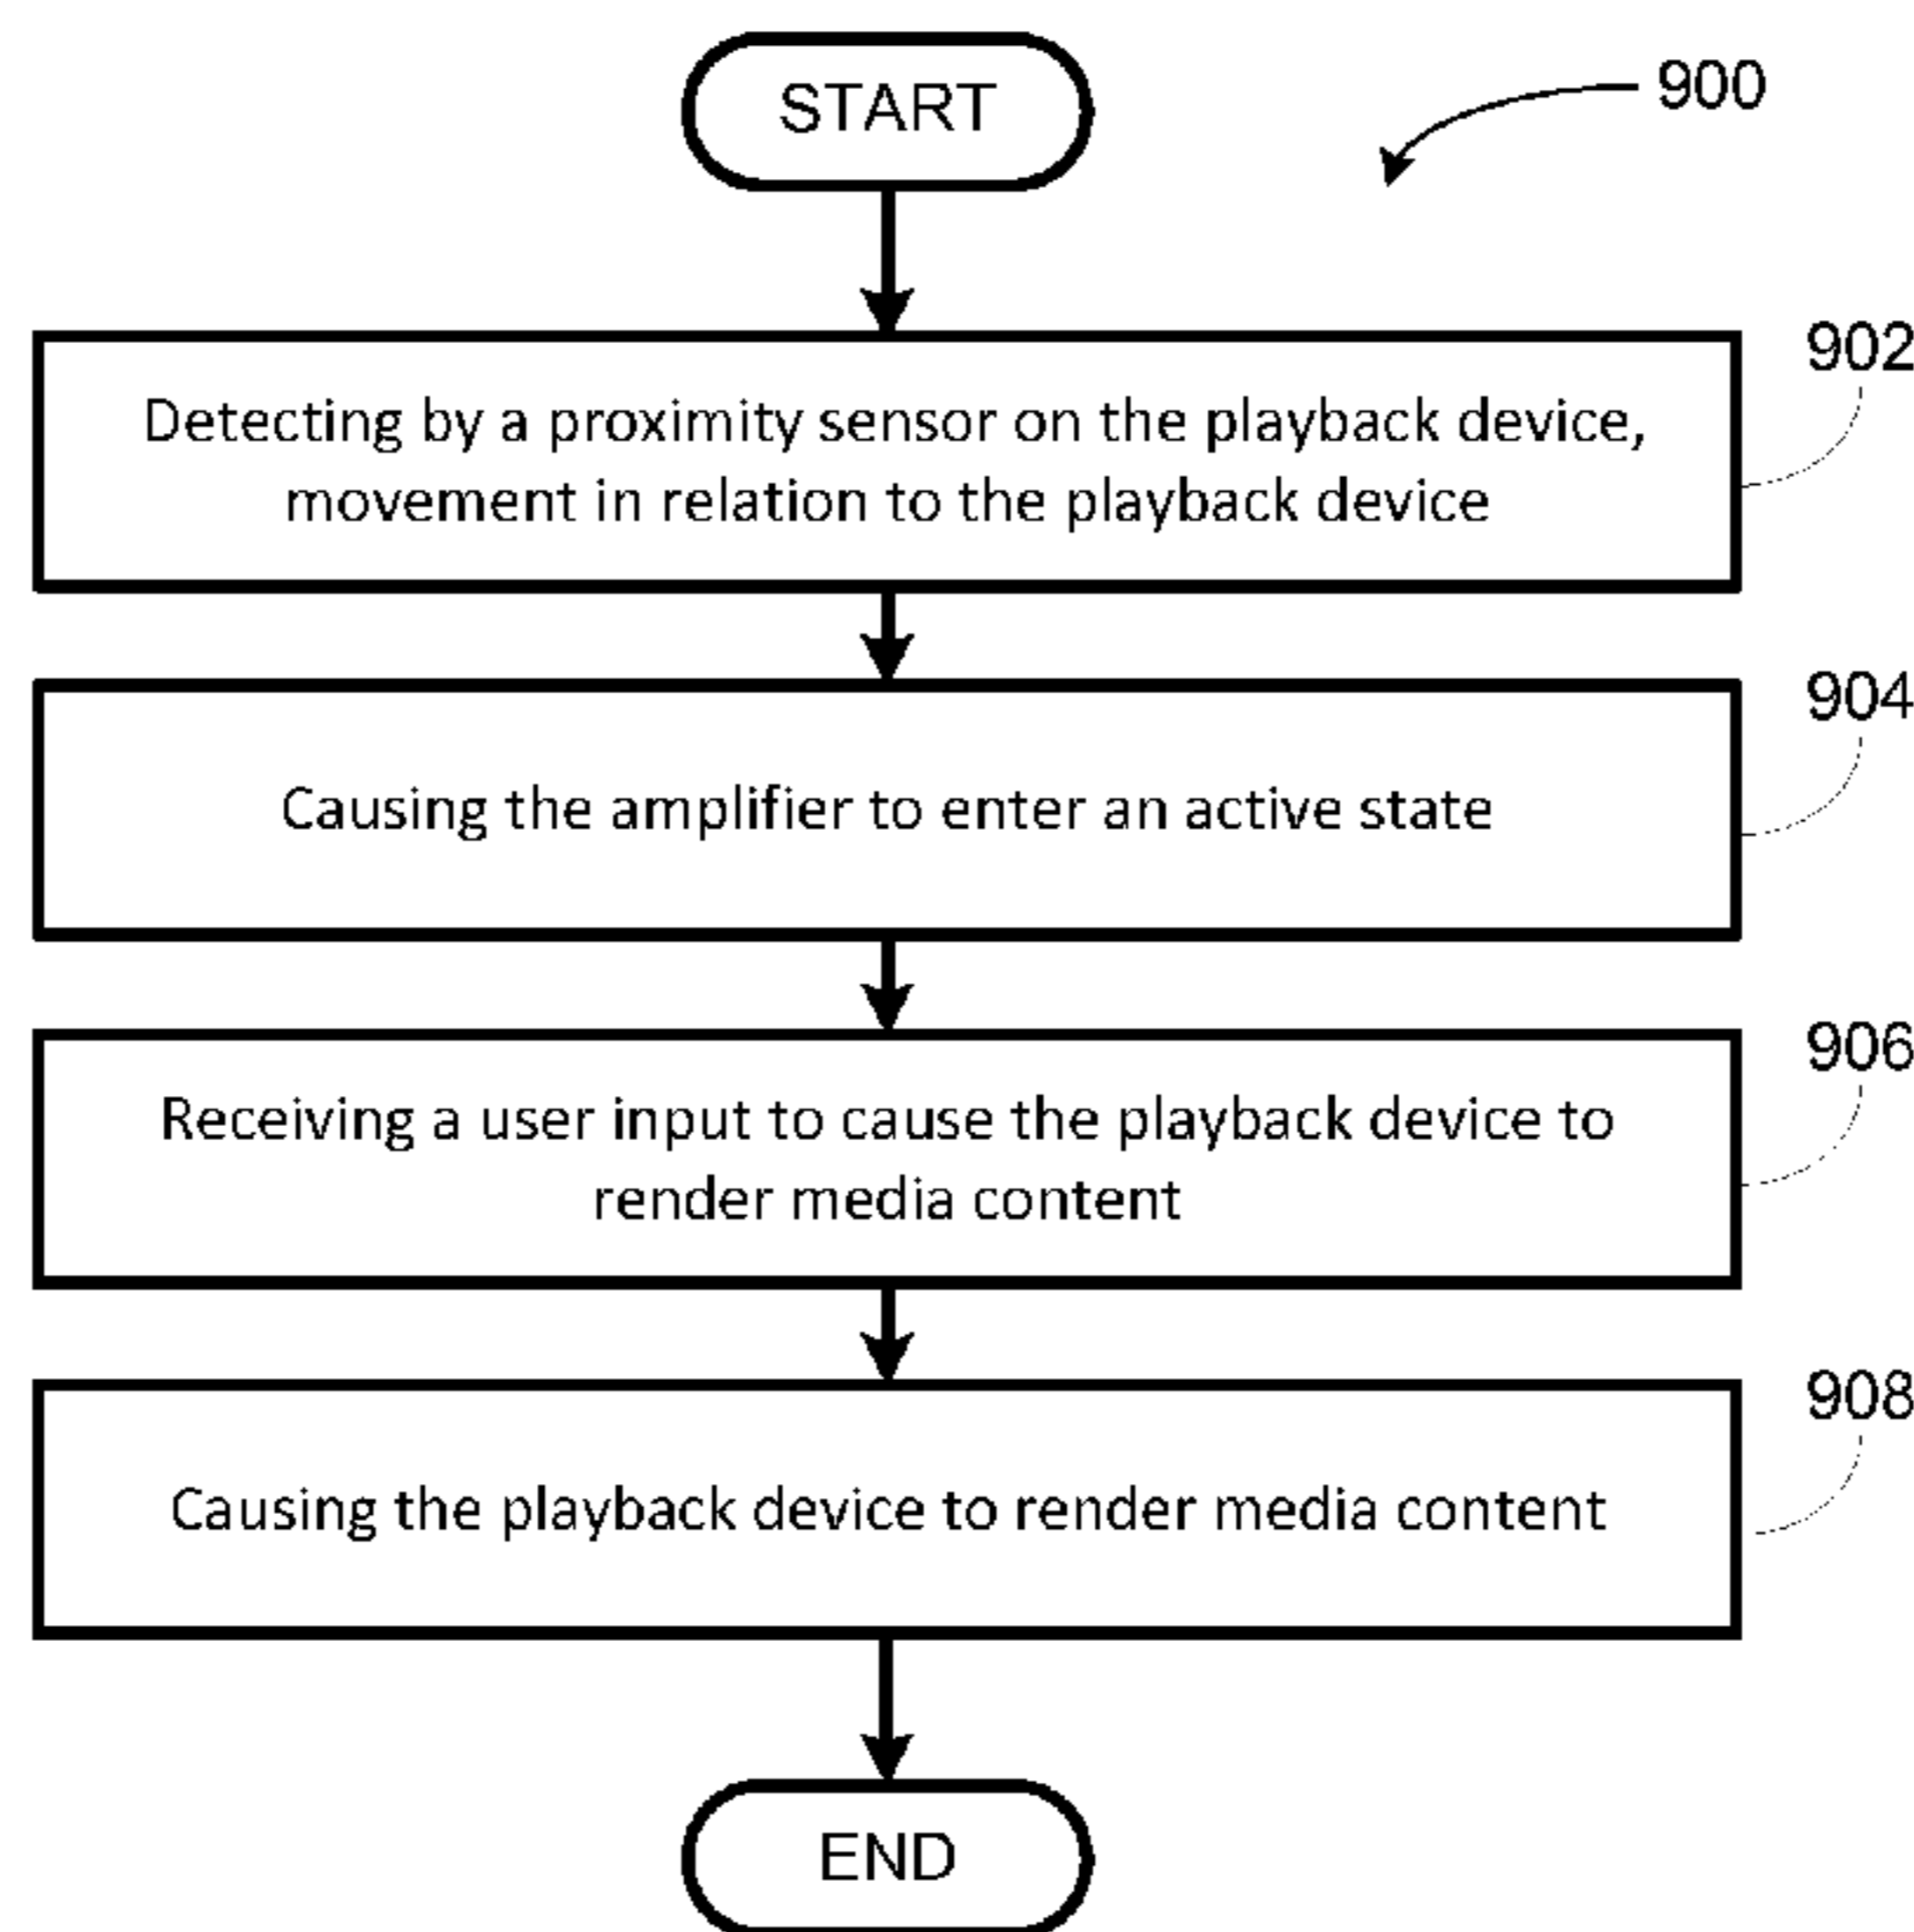 START
900
902
Detecting by a proximity sensor on the playback device,
movement in relation to the playback device
904
Causing the amplifier to enter an active state
906
Receiving a user input to cause the playback device to
render media content
908
Causing the playback device to render media content
END